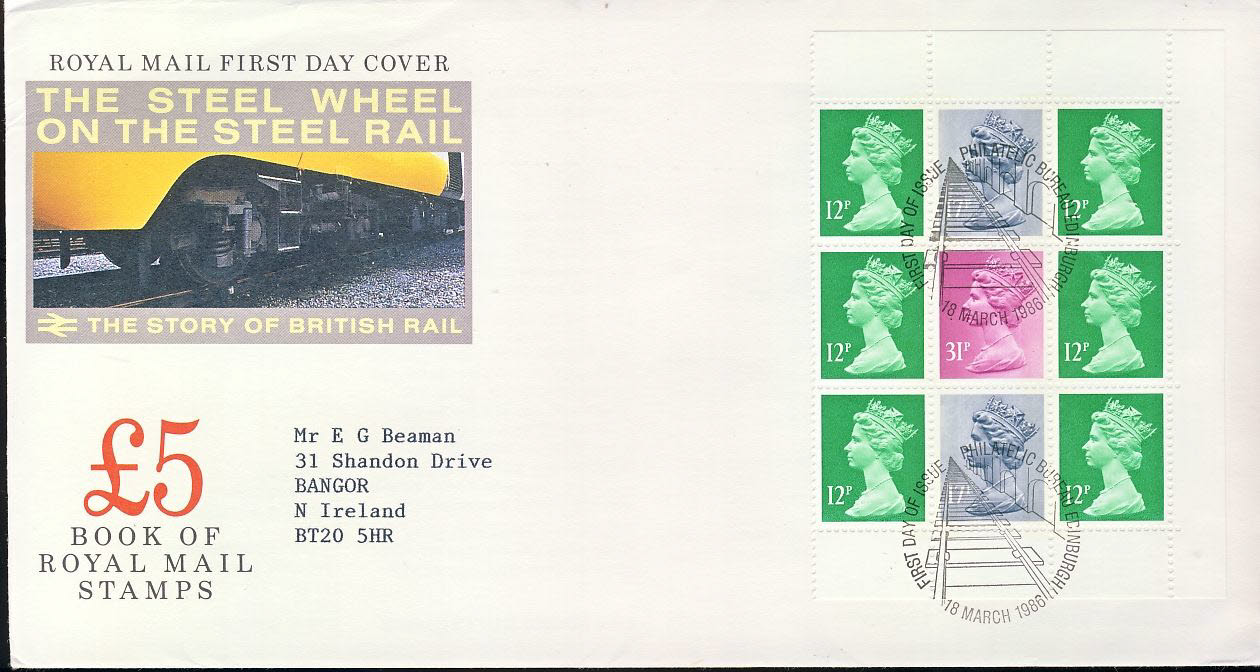 ROYAL MAIL FIRST DAY COVER
THE STEEL WHEEL
ON THE STEEL RAIL
THE STORY OF BRITISH RAIL
£5
BOOK OF
ROYAL MAIL
STAMPS
Mr E G Beaman
31 Shandon Drive
BANGOR
N Ireland
BT20 5HR
12P
17
12P
12P
31P
12P
12P
17
12P
FIRST DAY OF ISSUE PHILATELIC BUREAU EDINBURGH
18 MARCH 1986
FIRST DAY OF ISSUE PHILATELIC BUREAU EDINBURGH
18 MARCH 1986